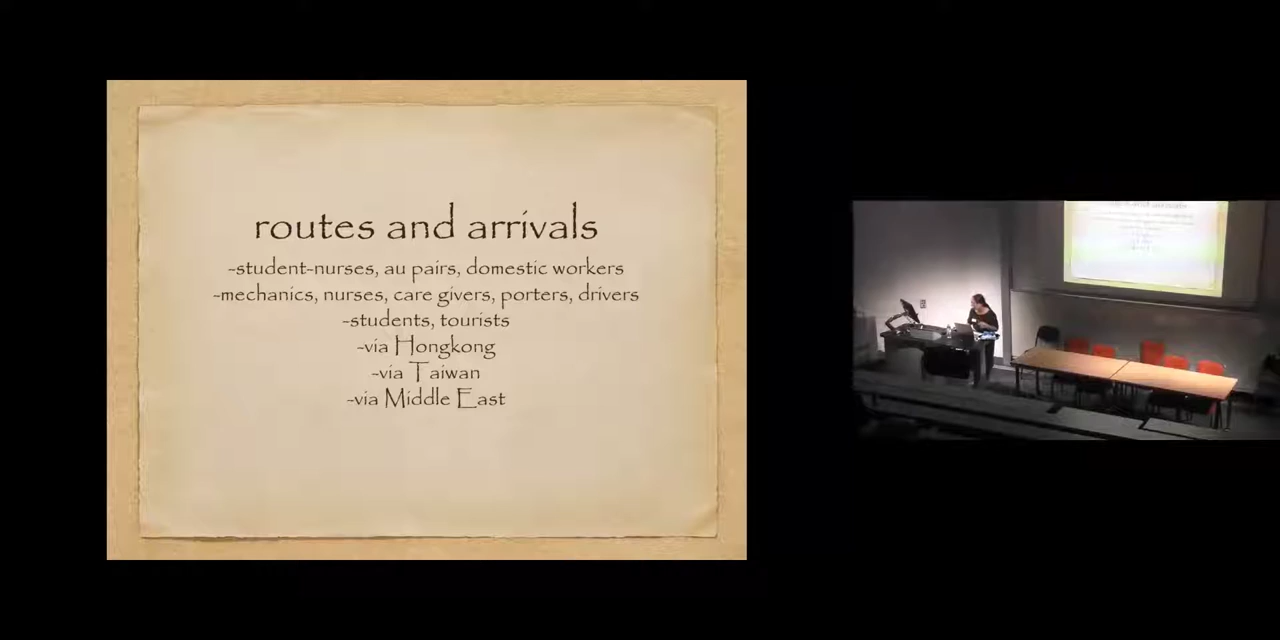 routes and arrivals
-student-nurses, au pairs, domestic workers
-mechanics, nurses, care givers, porters, drivers
-students, tourists
-via Hongkong
-via Taiwan
-via Middle East